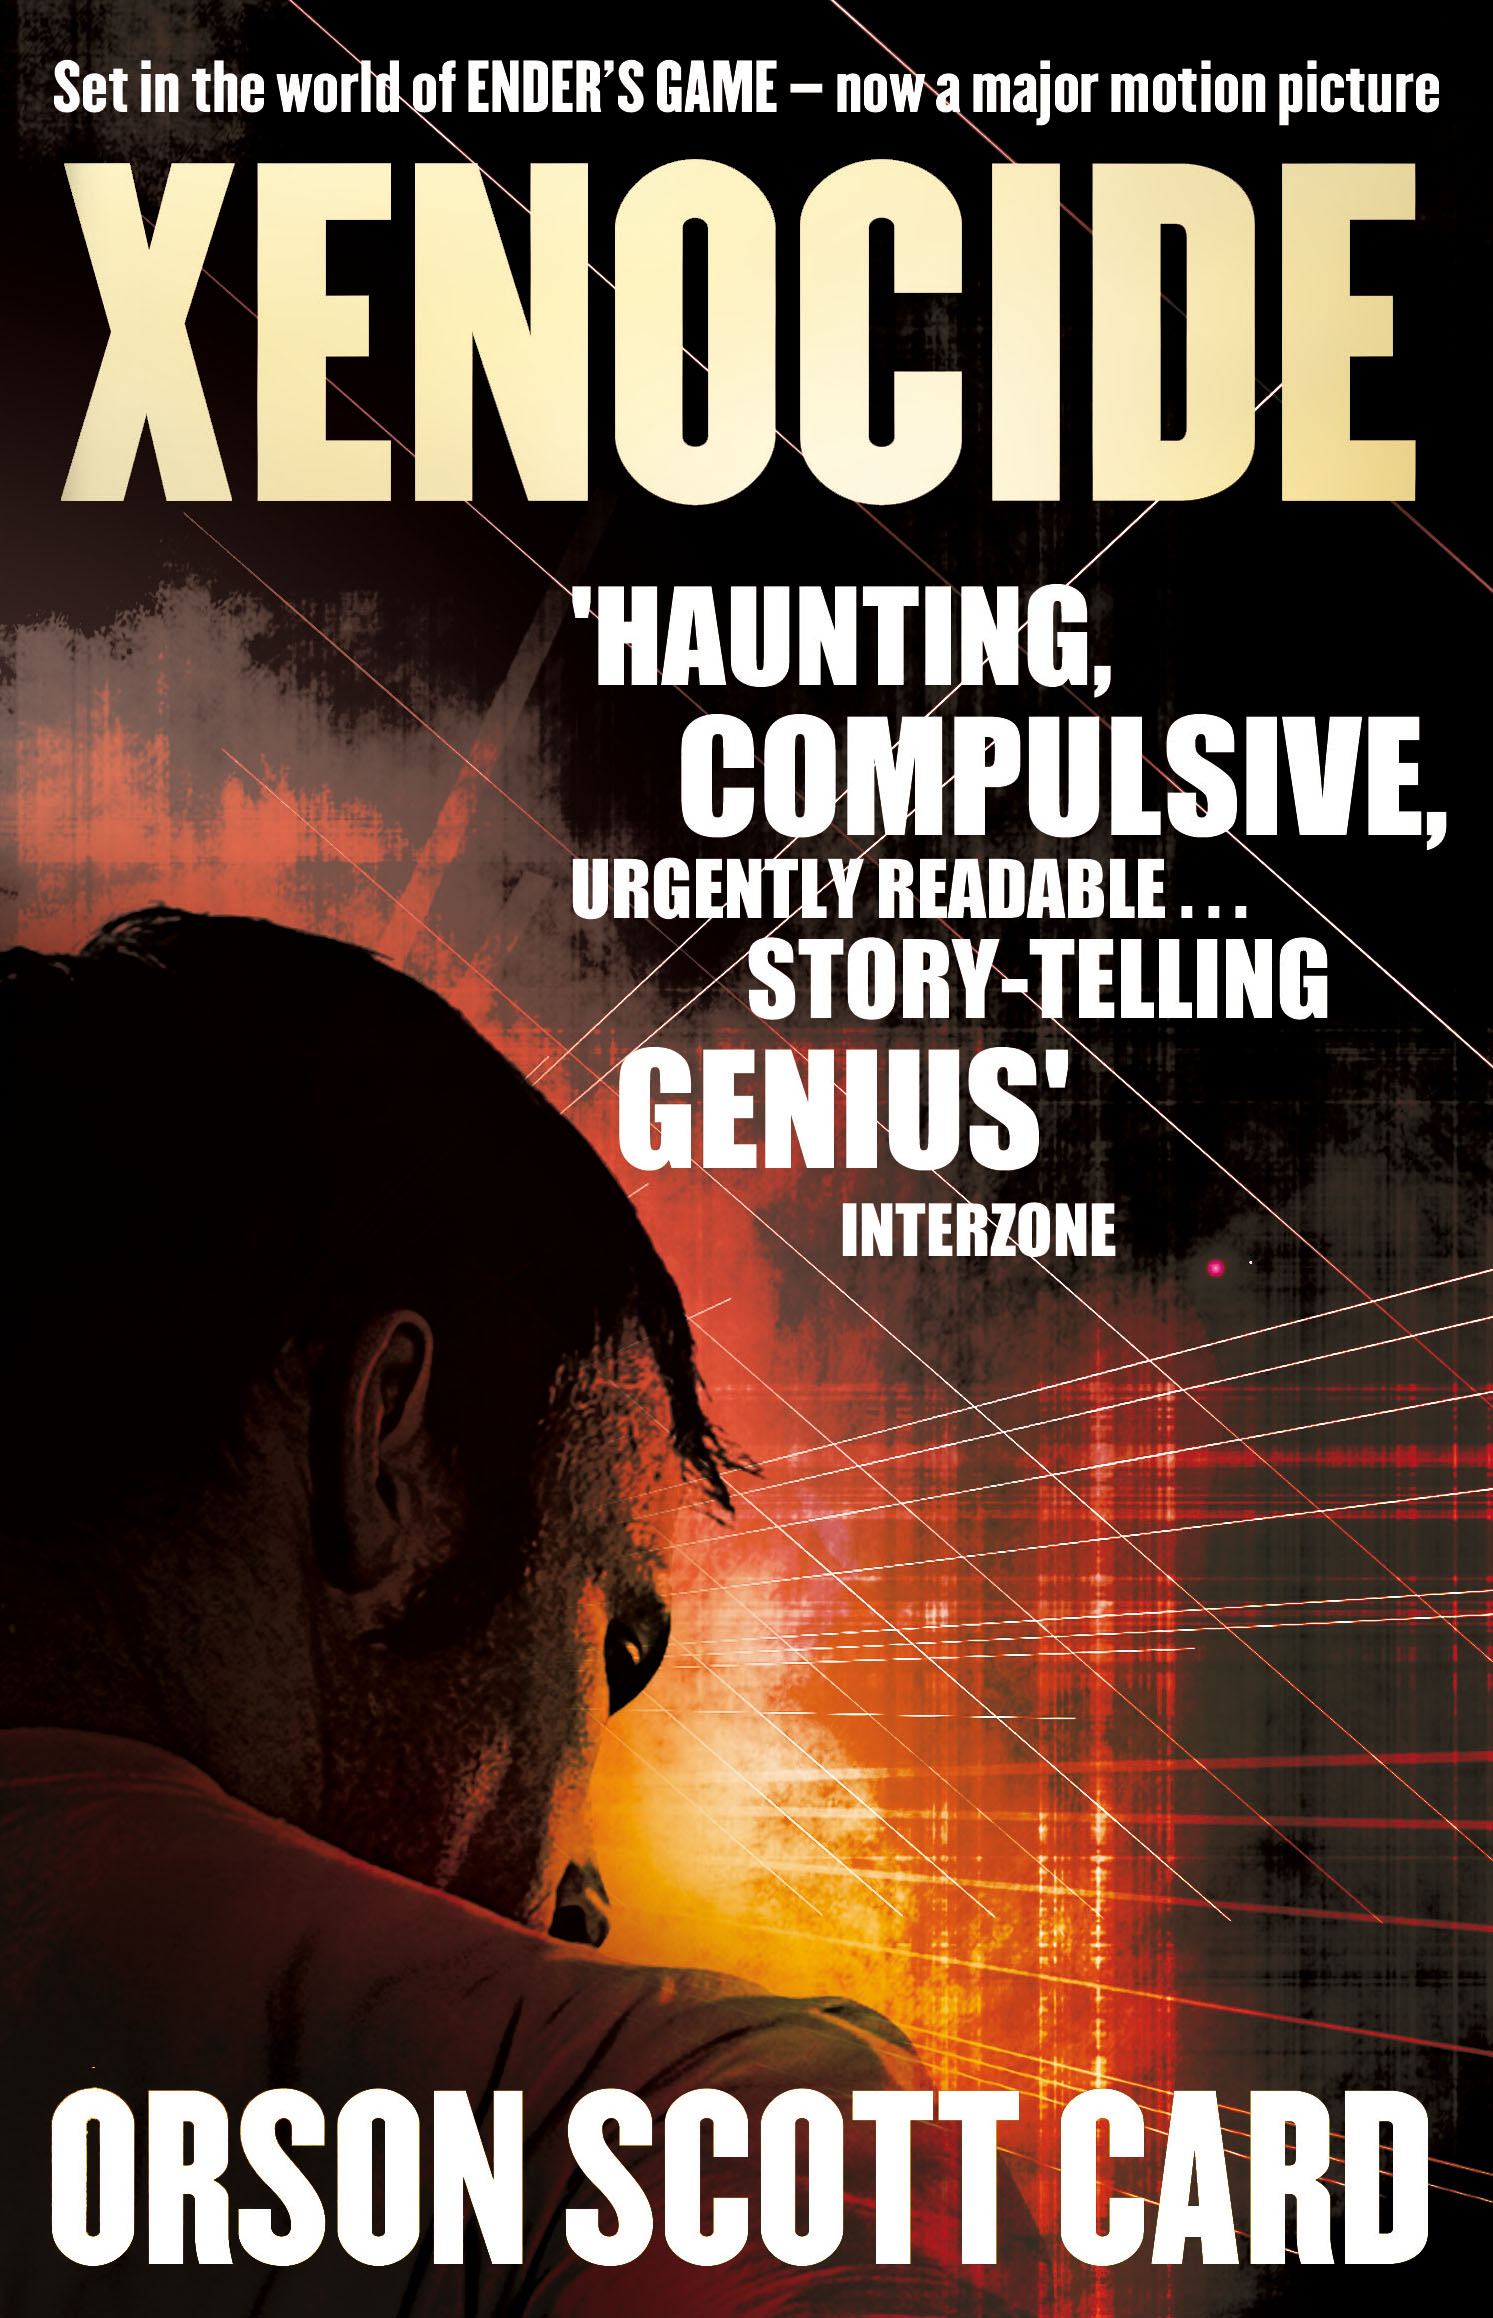 Set in the world of ENDER’S GAME – now a major motion picture
XENOCIDE
'HAUNTING,
COMPULSIVE,
URGENTLY READABLE . . .
STORY-TELLING
GENIUS'
INTERZONE
ORSON SCOTT CARD